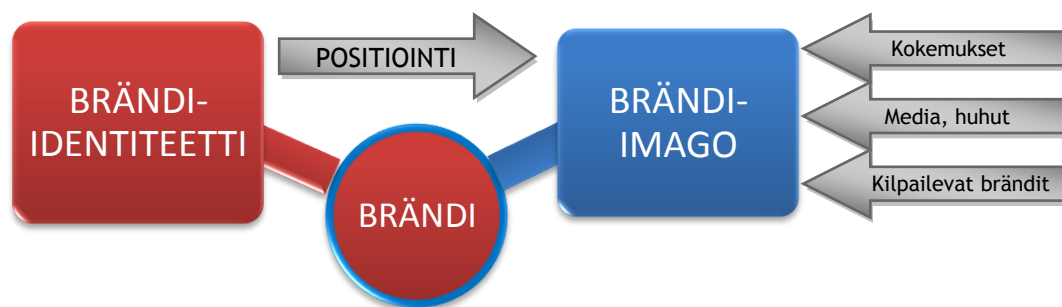 BRÄNDI-
IDENTITEETTI
POSITIOINTI
BRÄNDI
BRÄNDI-
IMAGO
Kokemukset
Media, huhut
Kilpailevat brändit